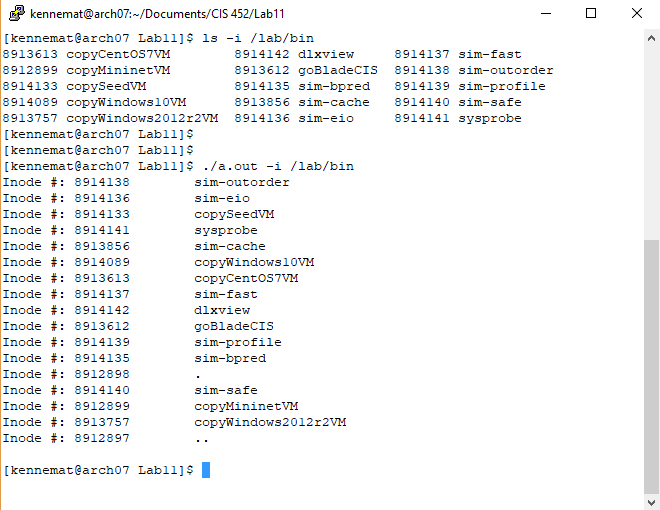 kennemat@arch07:~/Documents/CIS 452/Lab11
[kennemat@arch07 Lab11]$ ls -i /lab/bin
8913613 copyCentOS7VM        8914142 dlxview     8914137 sim-fast
8912899 copyMininetVM        8913612 goBladeCIS  8914138 sim-outorder
8914133 copySeedVM           8914135 sim-bpred   8914139 sim-profile
8914089 copyWindows10VM      8913856 sim-cache   8914140 sim-safe
8913757 copyWindows2012r2VM  8914136 sim-eio     8914141 sysprobe
[kennemat@arch07 Lab11]$
[kennemat@arch07 Lab11]$
[kennemat@arch07 Lab11]$ ./a.out -i /lab/bin
Inode #: 8914138        sim-outorder
Inode #: 8914136        sim-eio
Inode #: 8914133        copySeedVM
Inode #: 8914141        sysprobe
Inode #: 8913856        sim-cache
Inode #: 8914089        copyWindows10VM
Inode #: 8913613        copyCentOS7VM
Inode #: 8914137        sim-fast
Inode #: 8914142        dlxview
Inode #: 8913612        goBladeCIS
Inode #: 8914139        sim-profile
Inode #: 8914135        sim-bpred
Inode #: 8912898        .
Inode #: 8914140        sim-safe
Inode #: 8912899        copyMininetVM
Inode #: 8913757        copyWindows2012r2VM
Inode #: 8912897        ..
[kennemat@arch07 Lab11]$